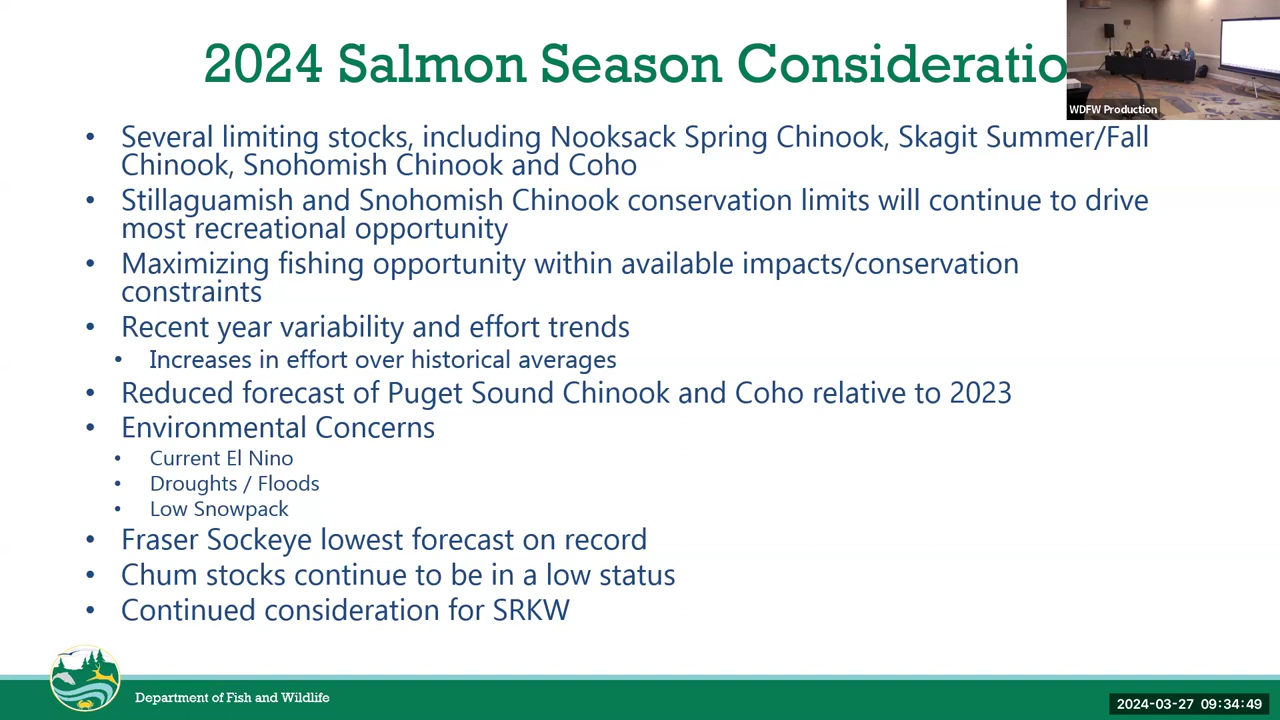 2024 Salmon Season Consideratio
WDFW Production
• Several limiting stocks, including Nooksack Spring Chinook, Skagit Summer/Fall
Chinook, Snohomish Chinook and Coho
• Stillaguamish and Snohomish Chinook conservation limits will continue to drive
most recreational opportunity
• Maximizing fishing opportunity within available impacts/conservation
constraints
• Recent year variability and effort trends
• Increases in effort over historical averages
• Reduced forecast of Puget Sound Chinook and Coho relative to 2023
• Environmental Concerns
• Current El Nino
• Droughts / Floods
• Low Snowpack
• Fraser Sockeye lowest forecast on record
• Chum stocks continue to be in a low status
• Continued consideration for SRKW
Department of Fish and Wildlife
2024-03-27 09:34:49